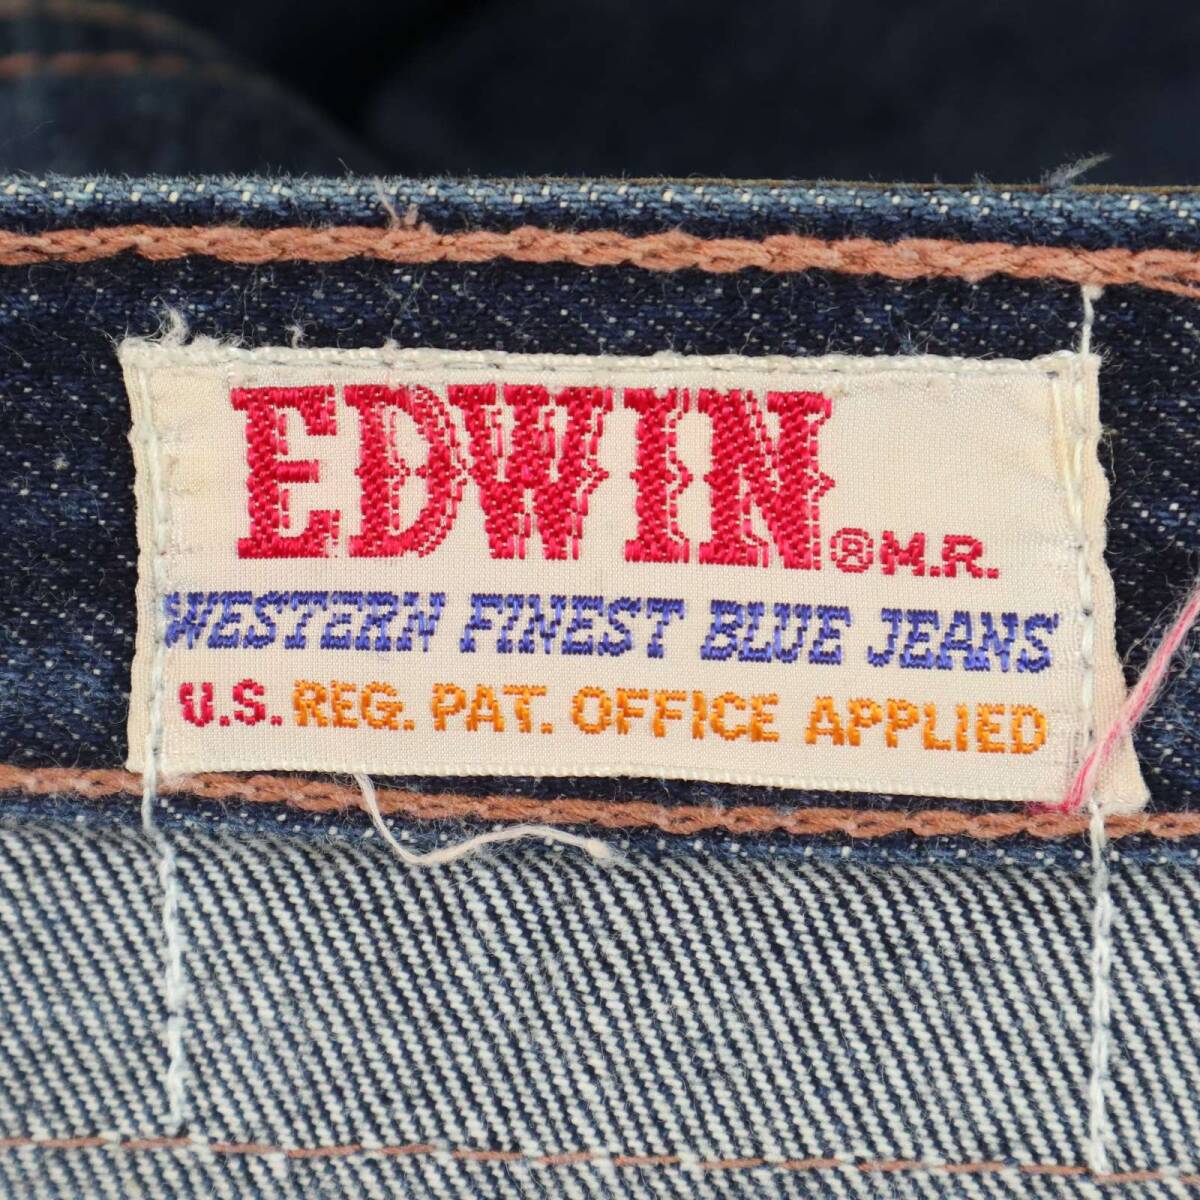 EDWIN ® M.R.
WESTERN FINEST BLUE JEANS
U.S. REG. PAT. OFFICE APPLIED